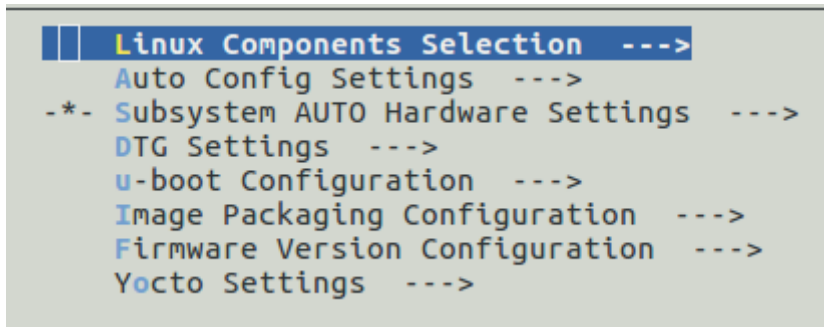 Linux Components Selection  --->
Auto Config Settings  --->
-*- Subsystem AUTO Hardware Settings  --->
DTG Settings  --->
u-boot Configuration  --->
Image Packaging Configuration  --->
Firmware Version Configuration  --->
Yocto Settings  --->